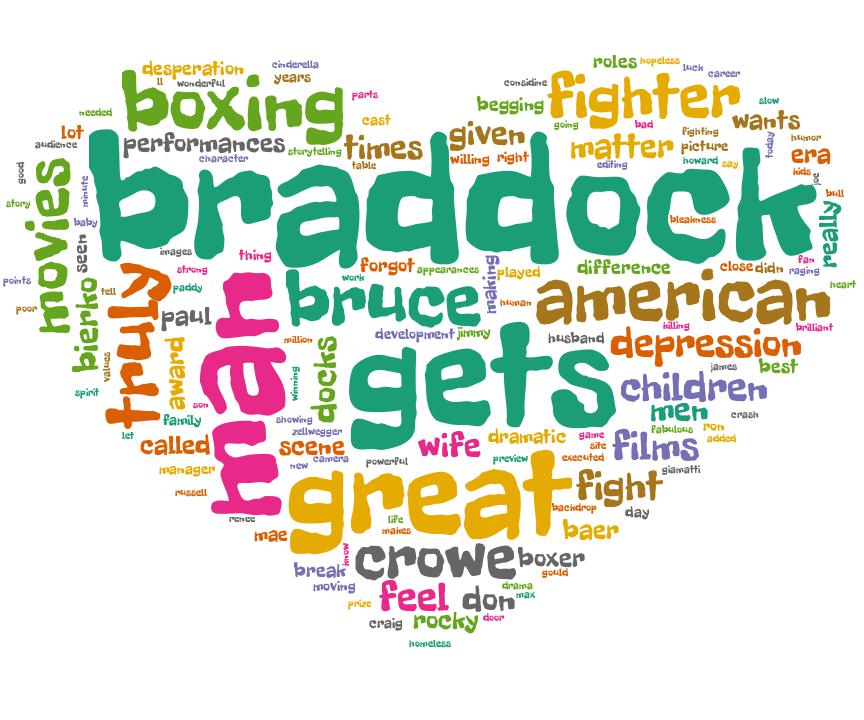 desperation
cinderella
roles
hopeless
luck
career
ll
wonderful
years
considine
parts
boxing
begging
fighter
slow
needed
cast
going
bad
wants
lot
audience
performances
times
given
fighting
today
humor
character
storytelling
table
willing
right
matter
picture
editing
howard
say
era
kids
joe
good
story
movies
minute
braddock
bleakness
bull
baby
really
seen
images
thing
forgot
appearances
making
played
difference
close
didn
fan
raging
points
bierko
tell
truly
strong
paddy
work
bruce
human
american
heart
poor
paul
man
development
jimmy
killing
brilliant
values
award
million
docks
gets
husband
depression
james
best
spirit
son
winning
children
men
crash
let
family
showing
zellwegger
fabulous
ron
added
called
scene
wife
dramatic
game
site
films
manager
new
camera
powerful
preview
executed
giamatti
russell
great
fight
renee
backdrop
day
life
makes
mae
baer
know
crowe
boxer
break
gould
moving
feel
drama
don
max
prize
craig
rocky
door
homeless